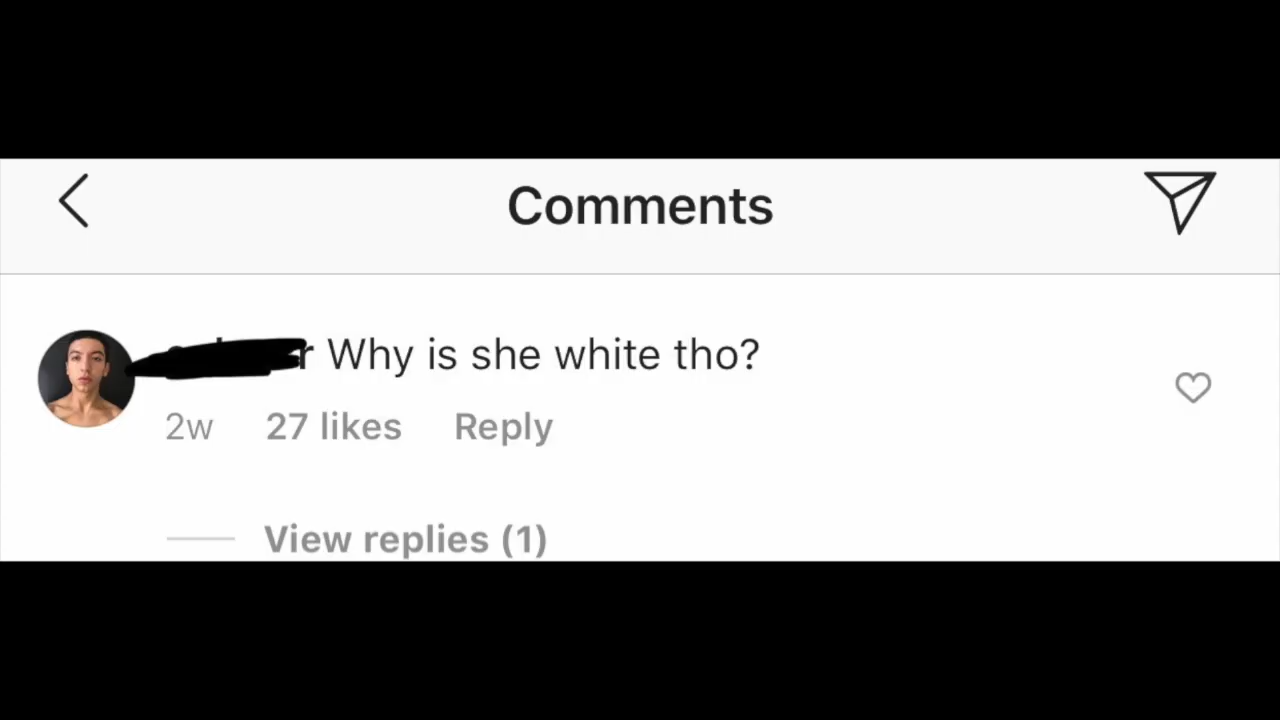 Comments
Why is she white tho?
2w 27 likes Reply
View replies (1)